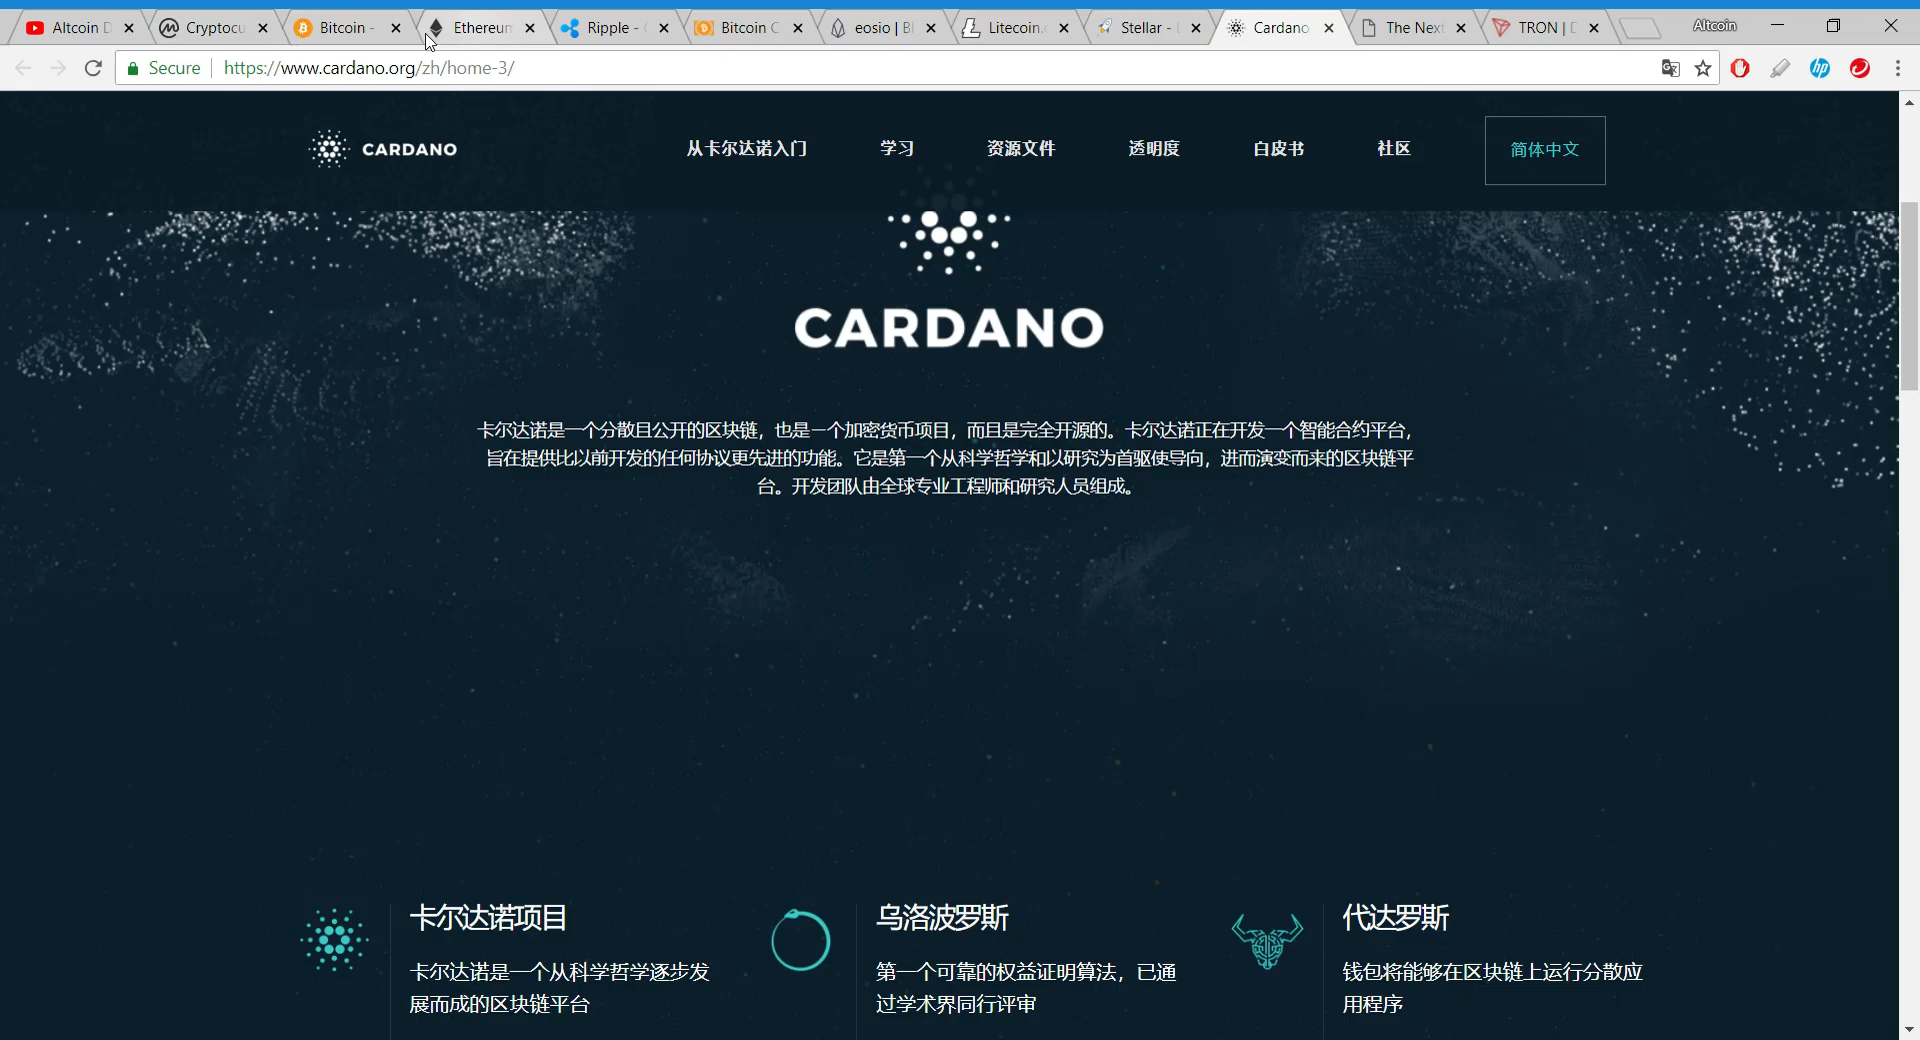 Altcoin D
Cryptocu
Bitcoin -
Ethereum
Ripple -
Bitcoin C
eosio | Bl
Litecoin.
Stellar -
Cardano
The Next
TRON | D
Altcoin
Secure
https://www.cardano.org/zh/home-3/
CARDANO
从卡尔达诺入门
学习
资源文件
透明度
白皮书
社区
简体中文
CARDANO
卡尔达诺是一个分散且公开的区块链，也是一个加密货币项目，而且是完全开源的。卡尔达诺正在开发一个智能合约平台，
旨在提供比以前开发的任何协议更先进的功能。它是第一个从科学哲学和以研究为首驱使导向，进而演变而来的区块链平
台。开发团队由全球专业工程师和研究人员组成。
卡尔达诺项目
卡尔达诺是一个从科学哲学逐步发
展而成的区块链平台
乌洛波罗斯
第一个可靠的权益证明算法，已通
过学术界同行评审
代达罗斯
钱包将能够在区块链上运行分散应
用程序